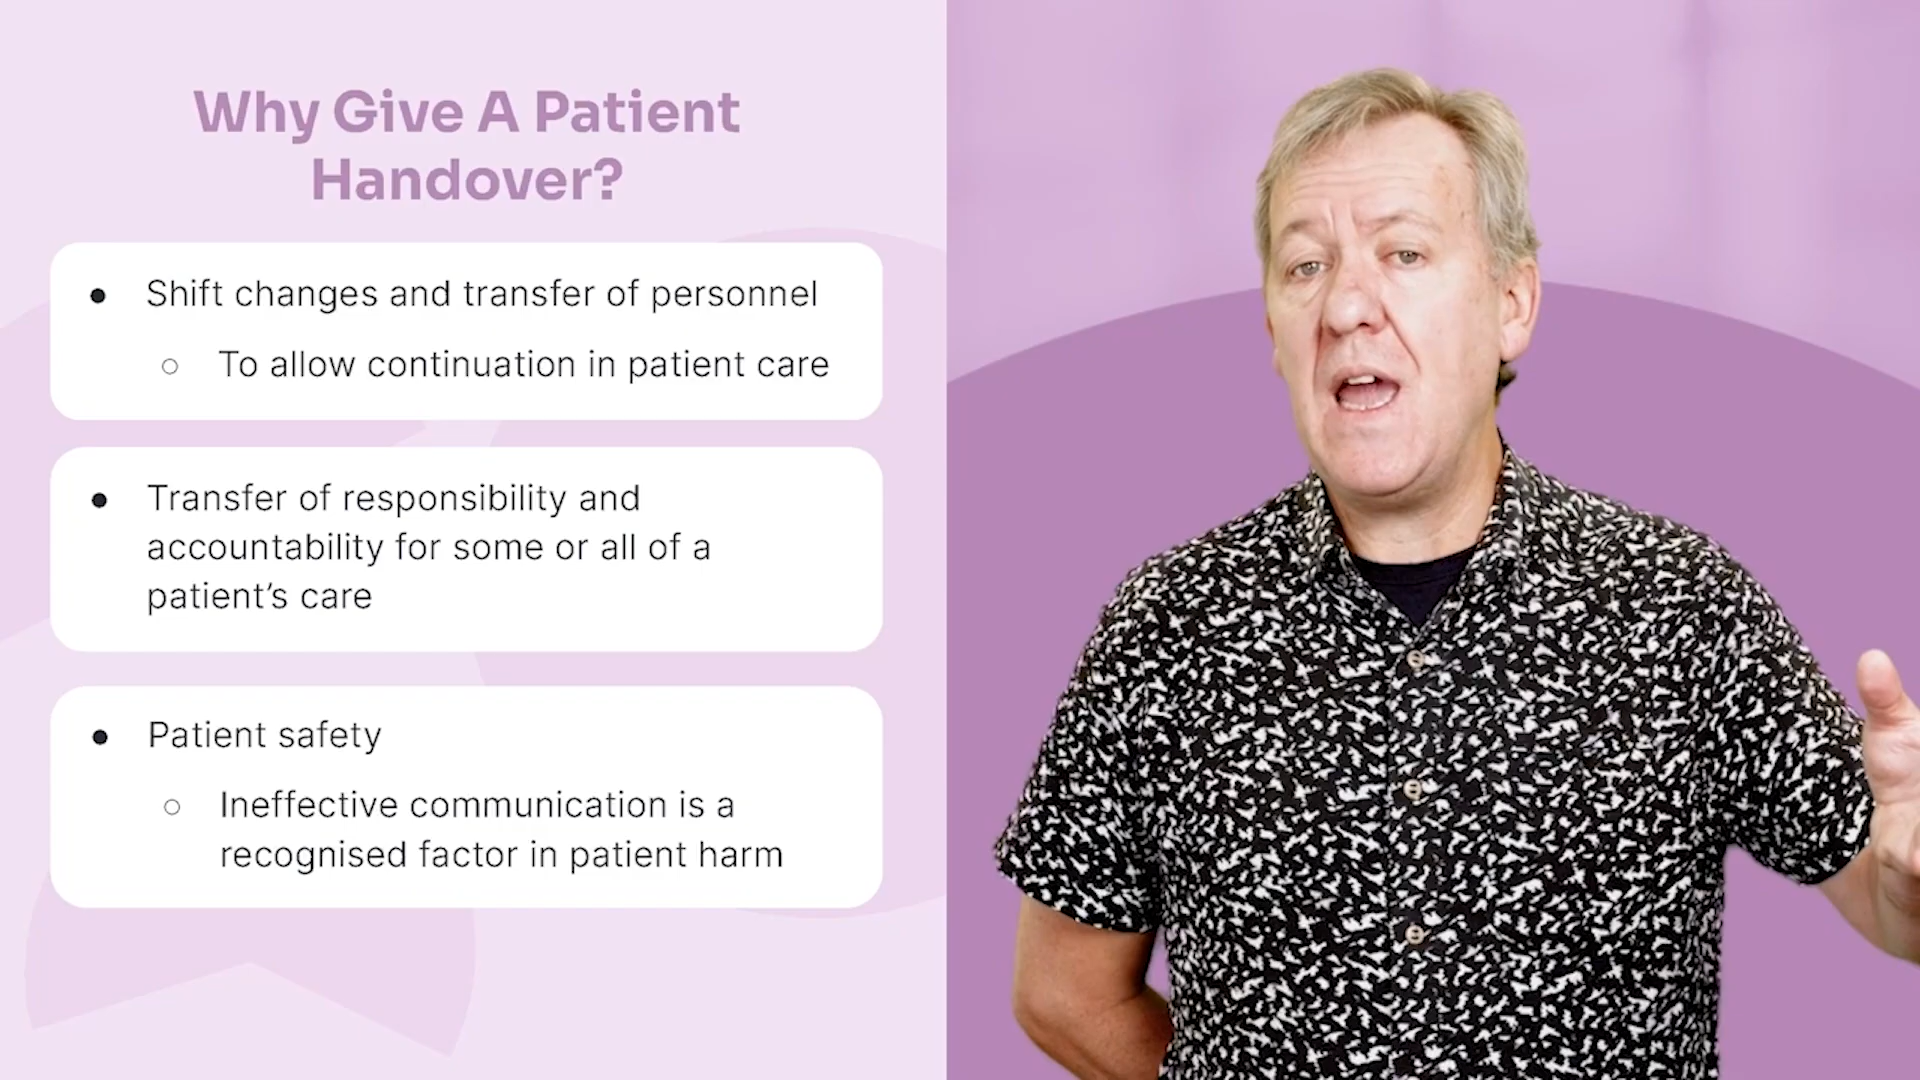 Why Give A Patient
Handover?
● Shift changes and transfer of personnel
○ To allow continuation in patient care
● Transfer of responsibility and
accountability for some or all of a
patient’s care
● Patient safety
○ Ineffective communication is a
recognised factor in patient harm